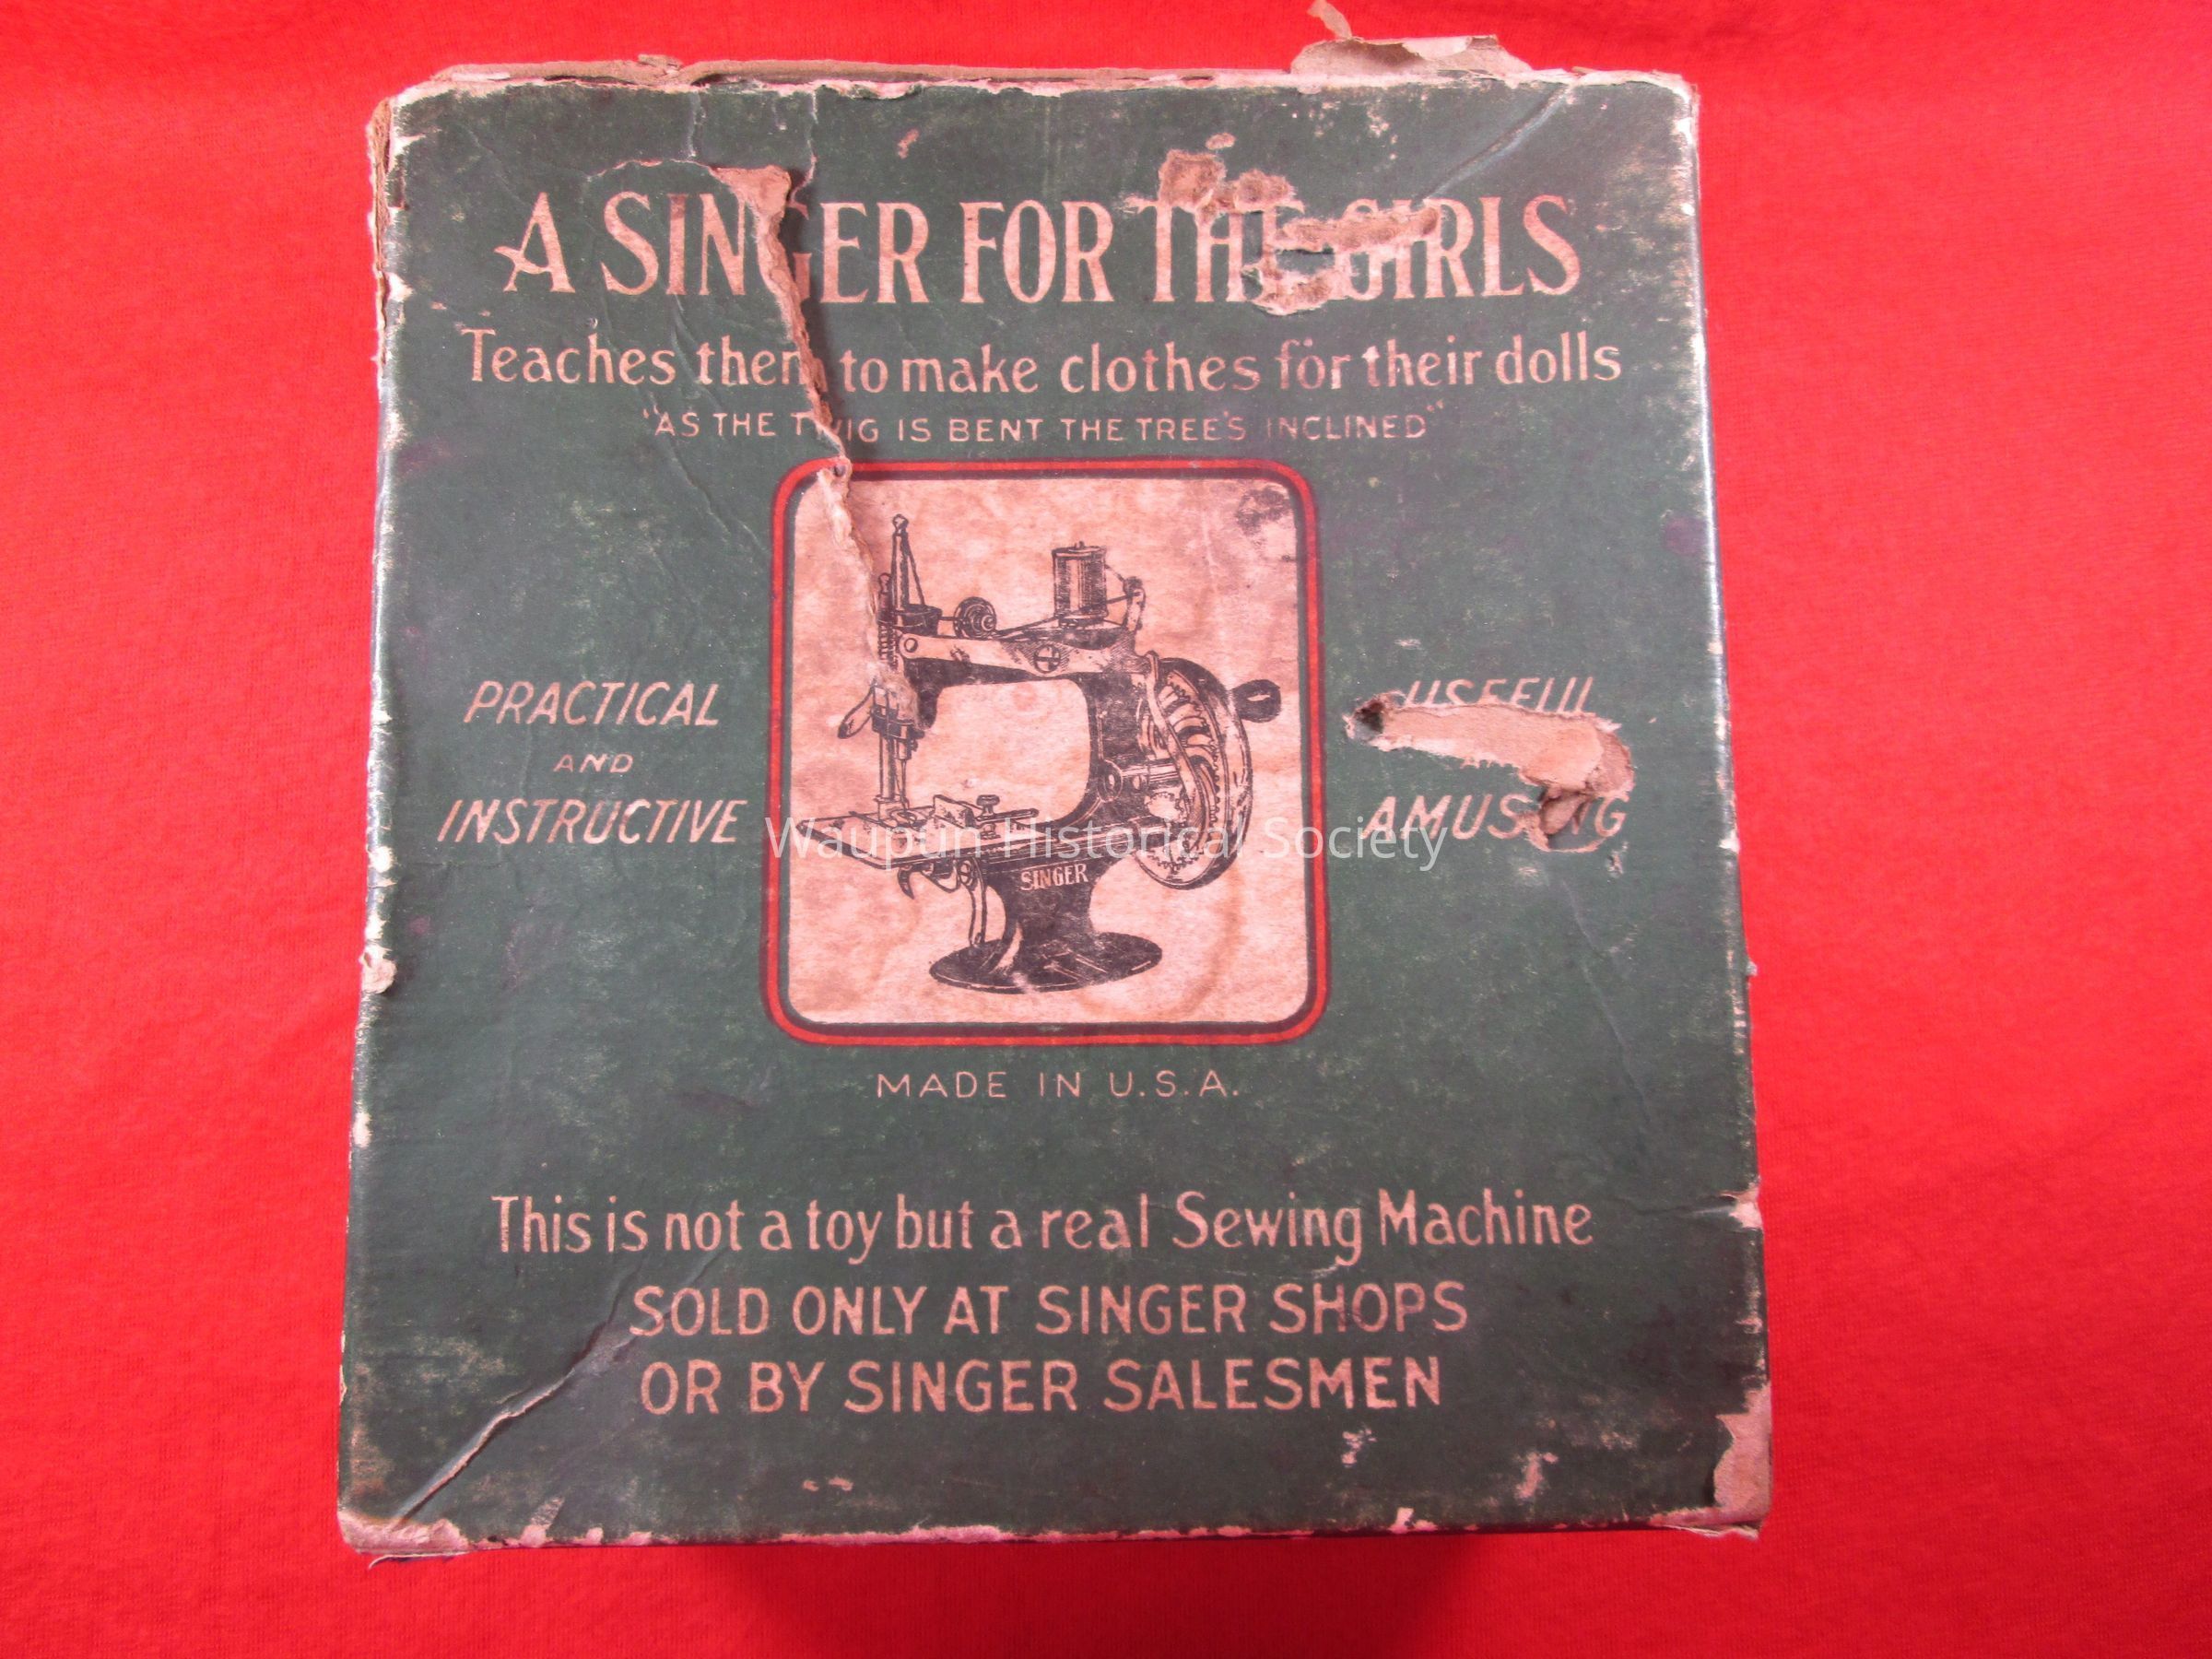 A SINGER FOR THE GIRLS
Teaches them to make clothes for their dolls
"AS THE TWIG IS BENT THE TREE'S INCLINED"
PRACTICAL
AND
INSTRUCTIVE
USEFUL
AMUSING
SINGER
Waupun Historical Society
MADE IN U.S.A.
This is not a toy but a real Sewing Machine
SOLD ONLY AT SINGER SHOPS
OR BY SINGER SALESMEN